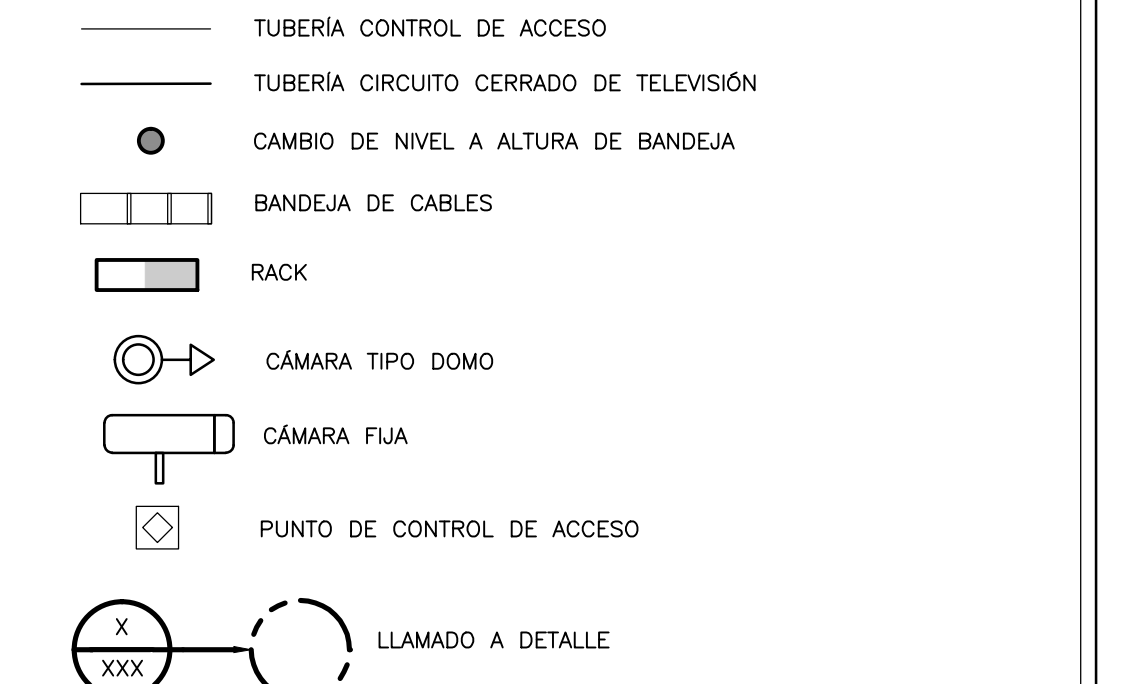 TUBERÍA CONTROL DE ACCESO
TUBERÍA CIRCUITO CERRADO DE TELEVISIÓN
CAMBIO DE NIVEL A ALTURA DE BANDEJA
BANDEJA DE CABLES
RACK
CÁMARA TIPO DOMO
CÁMARA FIJA
PUNTO DE CONTROL DE ACCESO
X
LLAMADO A DETALLE
XXX